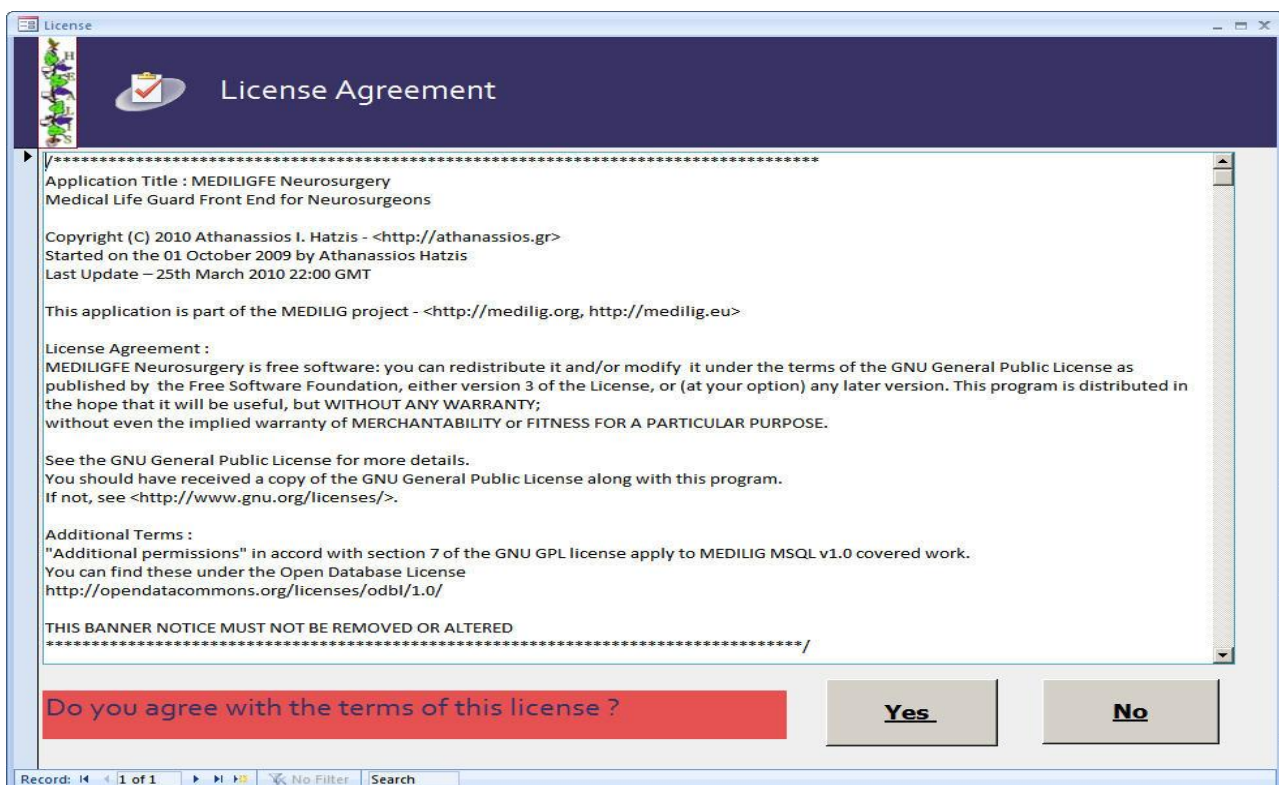 License
HEALIS
License Agreement
/************************************************************************************
Application Title : MEDILIGFE Neurosurgery
Medical Life Guard Front End for Neurosurgeons
Copyright (C) 2010 Athanassios I. Hatzis - <http://athanassios.gr>
Started on the 01 October 2009 by Athanassios Hatzis
Last Update – 25th March 2010 22:00 GMT
This application is part of the MEDILIG project - <http://medilig.org, http://medilig.eu>
License Agreement :
MEDILIGFE Neurosurgery is free software: you can redistribute it and/or modify  it under the terms of the GNU General Public License as
published by  the Free Software Foundation, either version 3 of the License, or (at your option) any later version. This program is distributed in
the hope that it will be useful, but WITHOUT ANY WARRANTY;
without even the implied warranty of MERCHANTABILITY or FITNESS FOR A PARTICULAR PURPOSE.
See the GNU General Public License for more details.
You should have received a copy of the GNU General Public License along with this program.
If not, see <http://www.gnu.org/licenses/>.
Additional Terms :
"Additional permissions" in accord with section 7 of the GNU GPL license apply to MEDILIG MSQL v1.0 covered work.
You can find these under the Open Database License
http://opendatacommons.org/licenses/odbl/1.0/
THIS BANNER NOTICE MUST NOT BE REMOVED OR ALTERED
************************************************************************************/
Do you agree with the terms of this license ?
Yes
No
Record: 1 of 1 No Filter Search